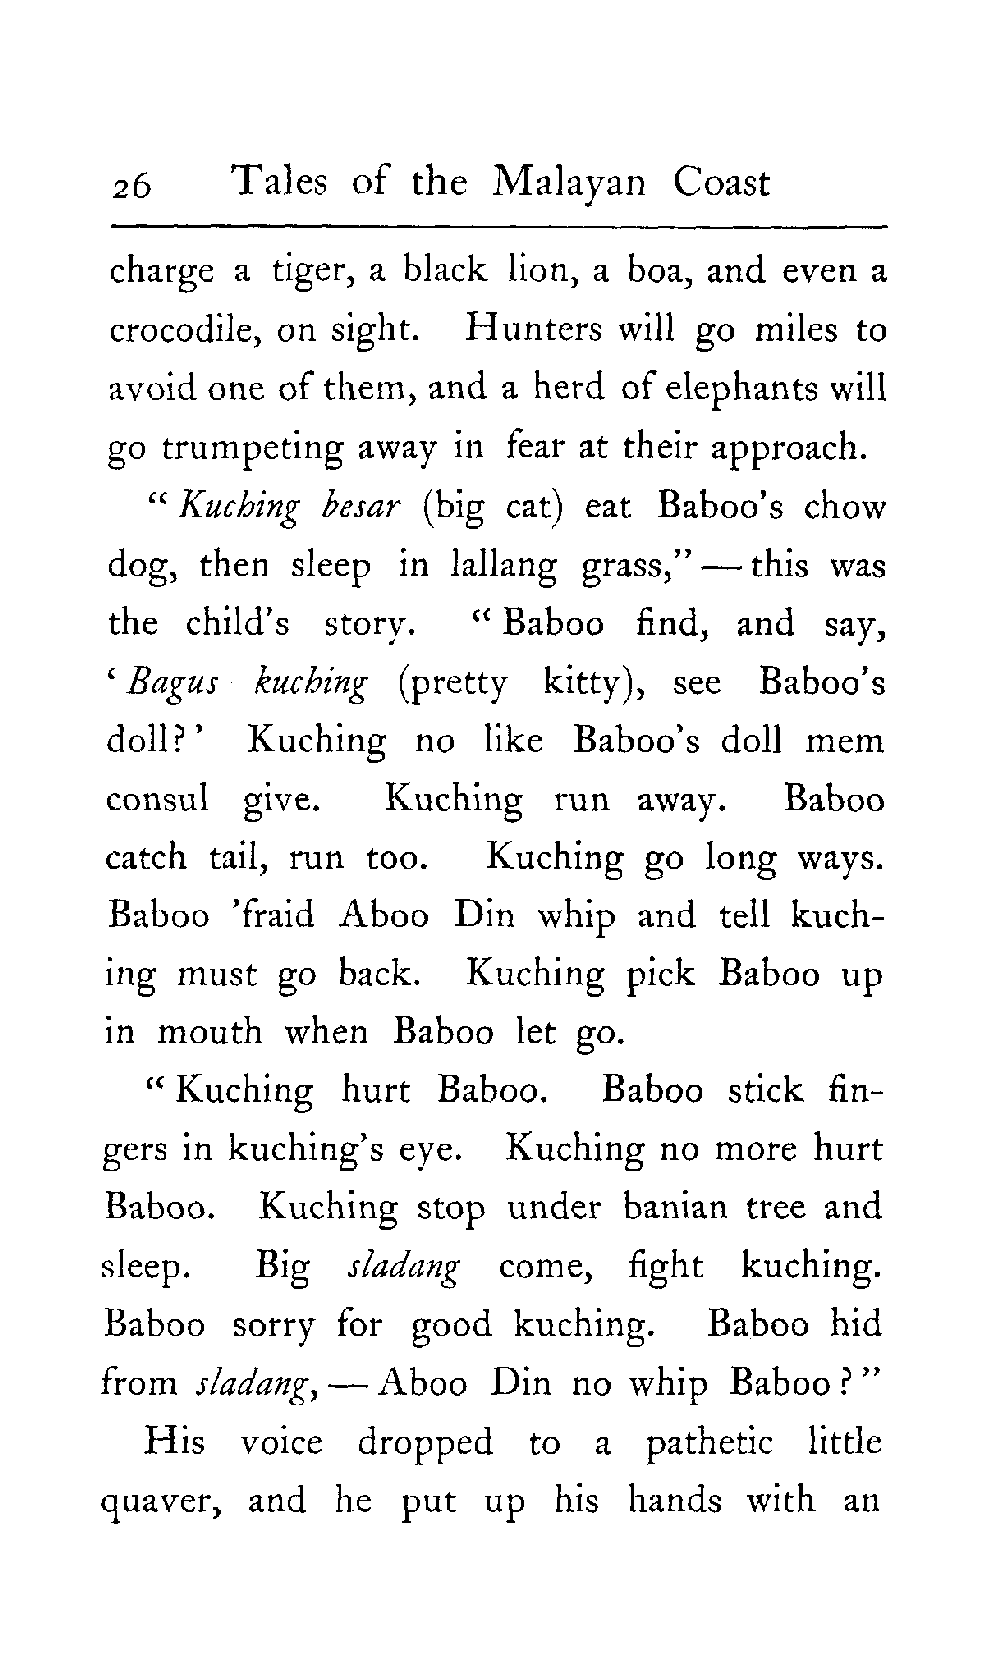 26 Tales of the Malayan Coast
charge a tiger, a black lion, a boa, and even a
crocodile, on sight. Hunters will go miles to
avoid one of them, and a herd of elephants will
go trumpeting away in fear at their approach.
“ Kuching besar (big cat) eat Baboo’s chow
dog, then sleep in lallang grass,” — this was
the child’s story. “ Baboo find, and say,
‘ Bagus kuching (pretty kitty), see Baboo’s
doll? ’ Kuching no like Baboo’s doll mem
consul give. Kuching run away. Baboo
catch tail, run too. Kuching go long ways.
Baboo ’fraid Aboo Din whip and tell kuch-
ing must go back. Kuching pick Baboo up
in mouth when Baboo let go.
“ Kuching hurt Baboo. Baboo stick fin-
gers in kuching’s eye. Kuching no more hurt
Baboo. Kuching stop under banian tree and
sleep. Big sladang come, fight kuching.
Baboo sorry for good kuching. Baboo hid
from sladang, — Aboo Din no whip Baboo ? ”
His voice dropped to a pathetic little
quaver, and he put up his hands with an